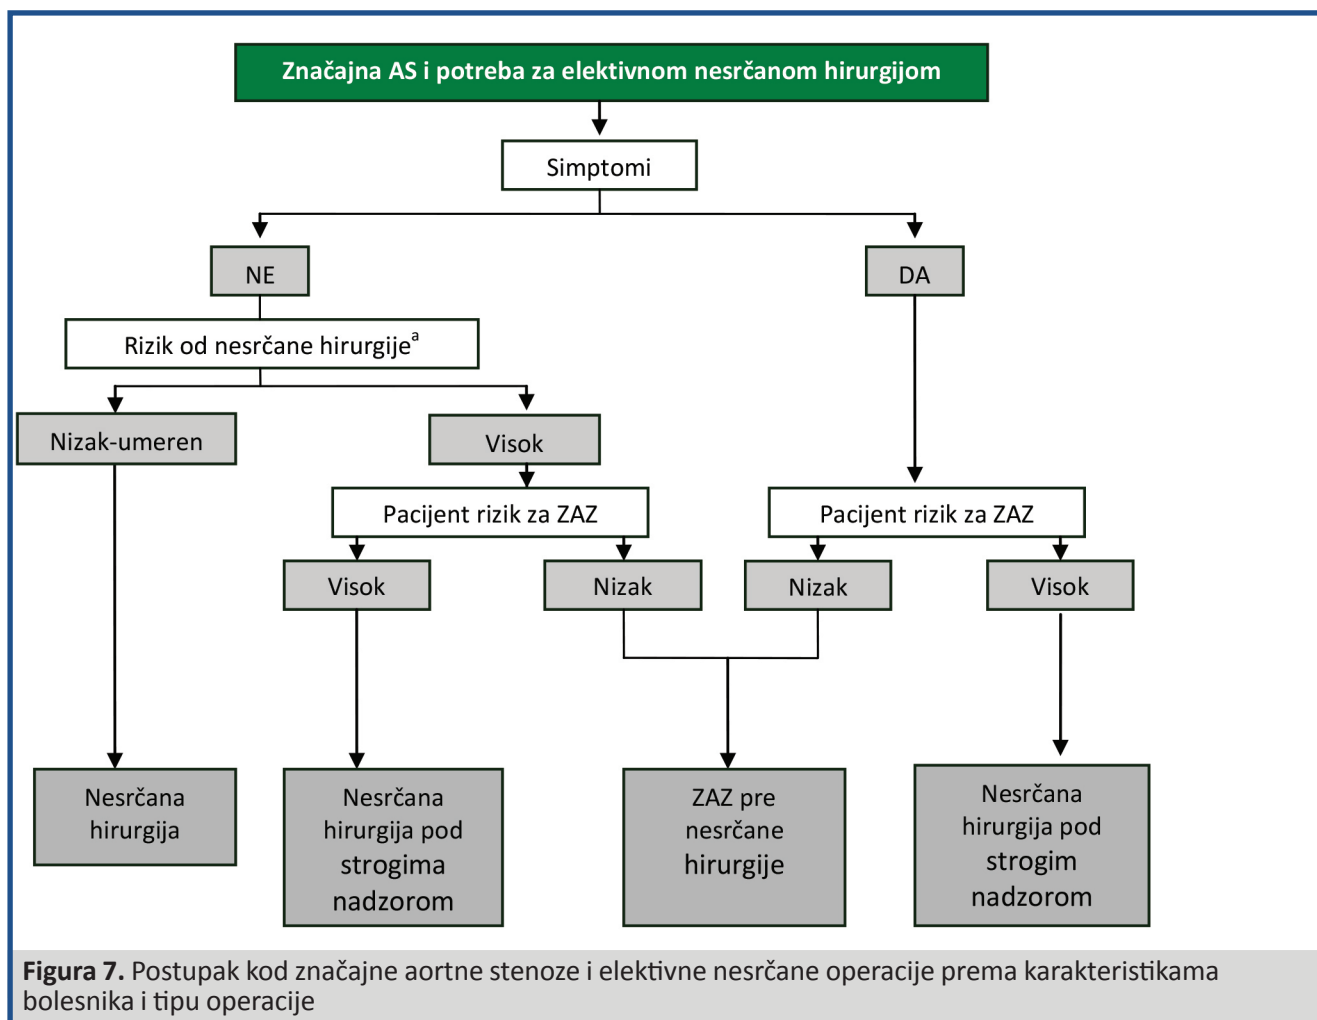 Značajna AS i potreba za elektivnom nesrčanom hirurgijom
Simptomi
NE
DA
Rizik od nesrčane hirurgijeᵃ
Nizak-umeren
Visok
Pacijent rizik za ZAZ
Pacijent rizik za ZAZ
Visok
Nizak
Nizak
Visok
Nesrčana
hirurgija
Nesrčana
hirurgija pod
strogima
nadzorom
ZAZ pre
nesrčane
hirurgije
Nesrčana
hirurgija pod
strogim
nadzorom
Figura 7. Postupak kod značajne aortne stenoze i elektivne nesrčane operacije prema karakteristikama
bolesnika i tipu operacije